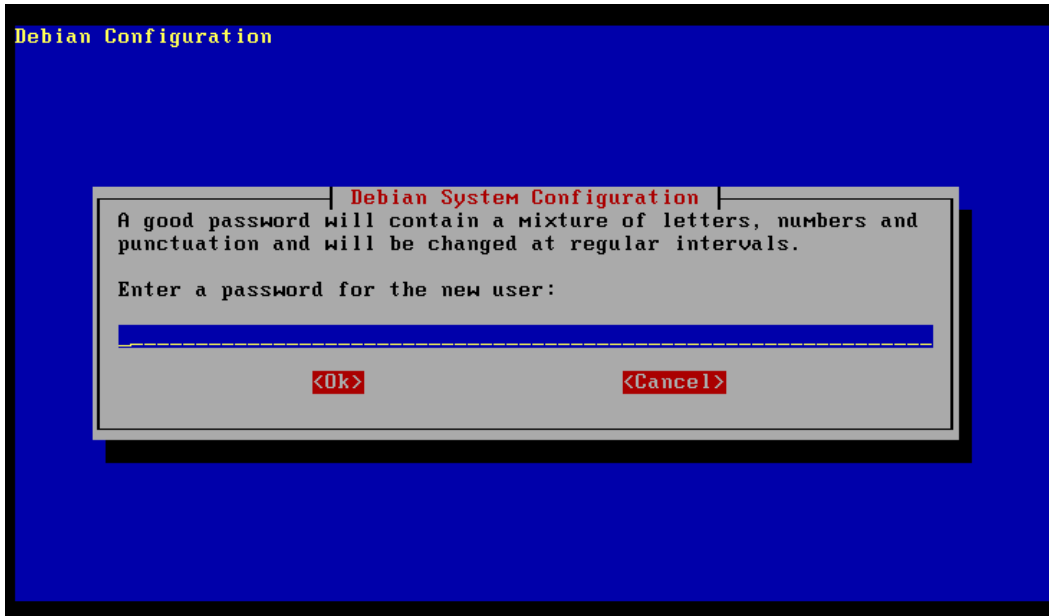 Debian Configuration
Debian System Configuration
A good password will contain a mixture of letters, numbers and
punctuation and will be changed at regular intervals.
Enter a password for the new user:
<Ok> <Cancel>